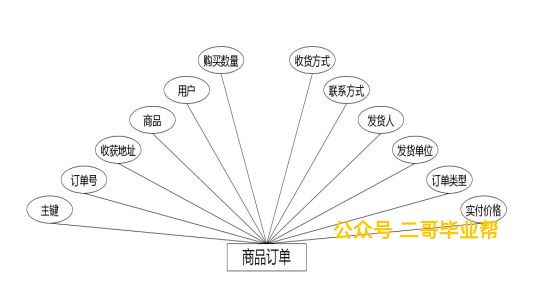 购买数量
收货方式
用户
联系方式
商品
发货人
收获地址
发货单位
订单号
订单类型
主键
实付价格
公众号 二哥毕业帮
商品订单